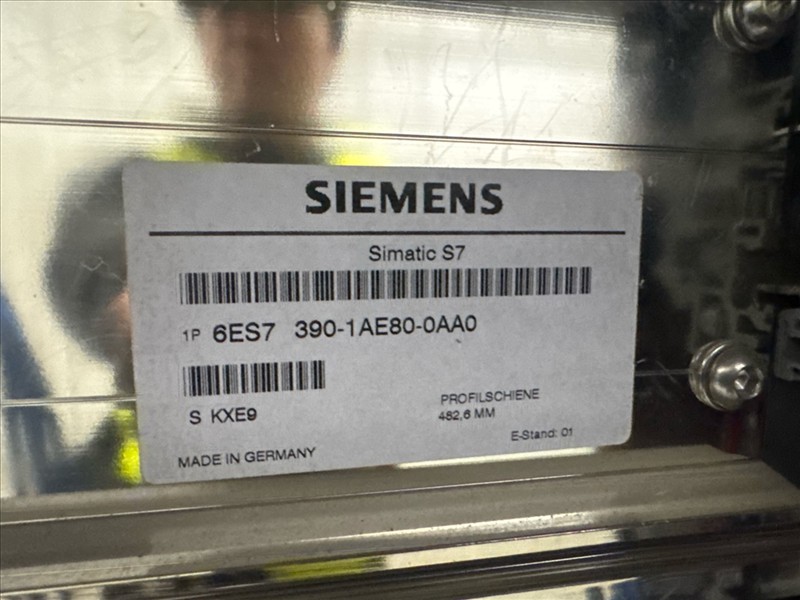 SIEMENS
Simatic S7
1P 6ES7 390-1AE80-0AA0
S KXE9
PROFILSCHIENE
482,6 MM
E-Stand: 01
MADE IN GERMANY